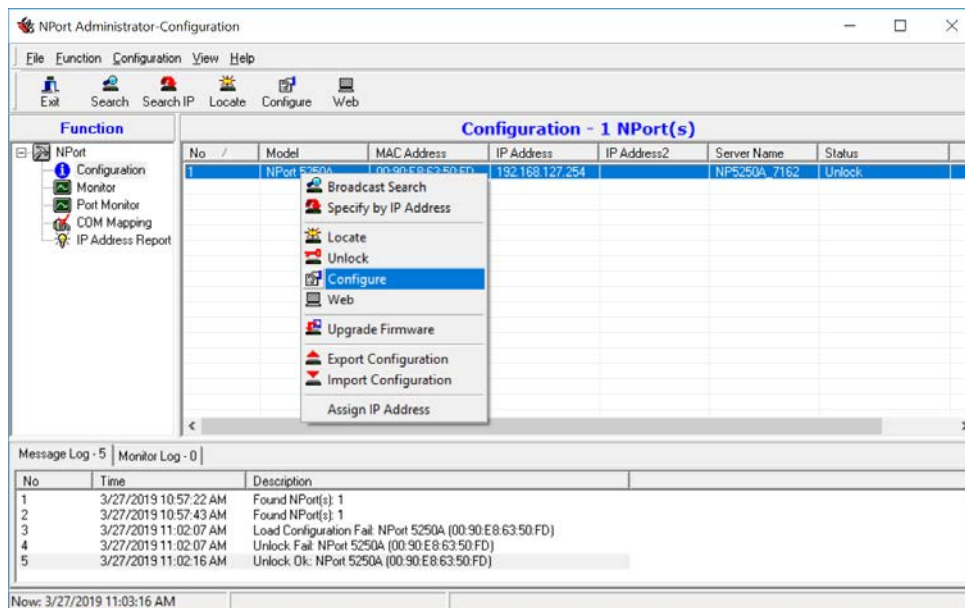 NPort Administrator-Configuration
File Function Configuration View Help
Exit Search Search IP Locate Configure Web
Function
Configuration - 1 NPort(s)
NPort
Configuration
Monitor
Port Monitor
COM Mapping
IP Address Report
No / Model MAC Address IP Address IP Address2 Server Name Status
1 NPort 5250A 00:90:E8:63:50:FD 192.168.127.254 NP5250A_7162 Unlock
Broadcast Search
Specify by IP Address
Locate
Unlock
Configure
Web
Upgrade Firmware
Export Configuration
Import Configuration
Assign IP Address
Message Log - 5 Monitor Log - 0
No Time Description
1 3/27/2019 10:57:22 AM Found NPort(s): 1
2 3/27/2019 10:57:43 AM Found NPort(s): 1
3 3/27/2019 11:02:07 AM Load Configuration Fail: NPort 5250A (00:90:E8:63:50:FD)
4 3/27/2019 11:02:07 AM Unlock Fail: NPort 5250A (00:90:E8:63:50:FD)
5 3/27/2019 11:02:16 AM Unlock Ok: NPort 5250A (00:90:E8:63:50:FD)
Now: 3/27/2019 11:03:16 AM